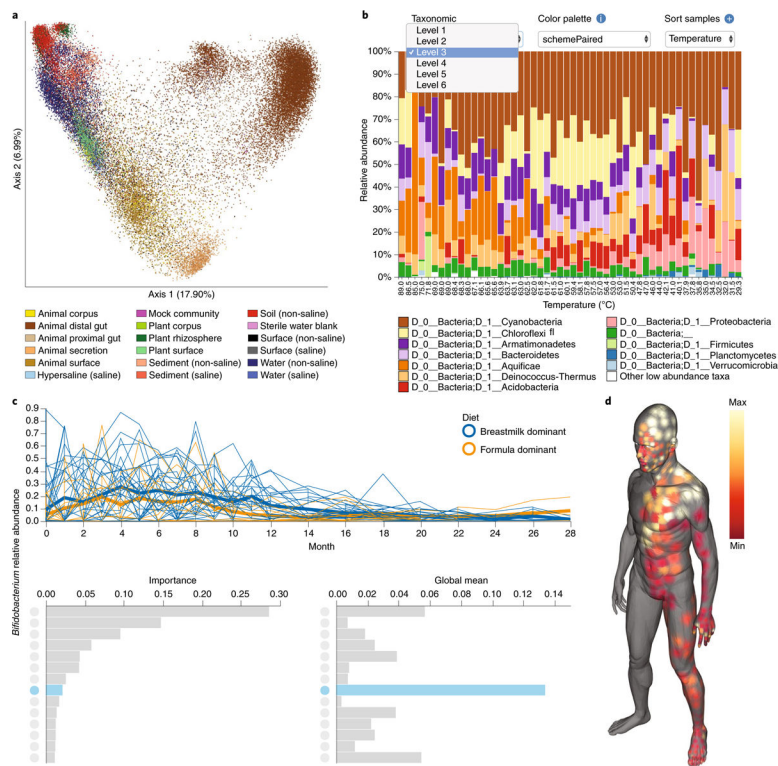 a
Axis 2 (6.99%)
Axis 1 (17.90%)
Animal corpus
Animal distal gut
Animal proximal gut
Animal secretion
Animal surface
Hypersaline (saline)
Mock community
Plant corpus
Plant rhizosphere
Plant surface
Sediment (non-saline)
Sediment (saline)
Soil (non-saline)
Sterile water blank
Surface (non-saline)
Surface (saline)
Water (non-saline)
Water (saline)
b
Taxonomic
Color palette i
Sort samples +
Level 1
Level 2
✓ Level 3
Level 4
Level 5
Level 6
schemePaired
Temperature
Relative abundance
100%
90%
80%
70%
60%
50%
40%
30%
20%
10%
0%
Temperature (°C)
D_0__Bacteria;D_1__Cyanobacteria
D_0__Bacteria;D_1__Chloroflexi fl
D_0__Bacteria;D_1__Armatimonadetes
D_0__Bacteria;D_1__Bacteroidetes
D_0__Bacteria;D_1__Aquificae
D_0__Bacteria;D_1__Deinococcus-Thermus
D_0__Bacteria;D_1__Acidobacteria
D_0__Bacteria;D_1__Proteobacteria
D_0__Bacteria;__
D_0__Bacteria;D_1__Firmicutes
D_0__Bacteria;D_1__Planctomycetes
D_0__Bacteria;D_1__Verrucomicrobia
Other low abundance taxa
c
Bifidobacterium relative abundance
0.9
0.8
0.7
0.6
0.5
0.4
0.3
0.2
0.1
0.0
0 2 4 6 8 10 12 14 16 18 20 22 24 26 28
Month
Diet
Breastmilk dominant
Formula dominant
Importance
0.00 0.05 0.10 0.15 0.20 0.25 0.30
Global mean
0.00 0.02 0.04 0.06 0.08 0.10 0.12 0.14
d
Max
Min